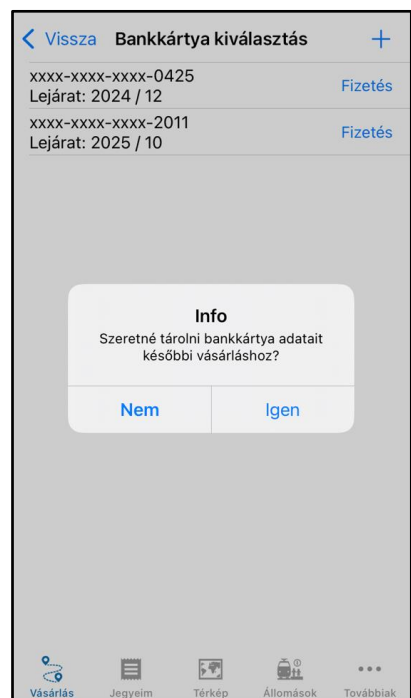 Vissza Bankkártya kiválasztás +
xxxx-xxxx-xxxx-0425
Lejárat: 2024 / 12
Fizetés
xxxx-xxxx-xxxx-2011
Lejárat: 2025 / 10
Fizetés
Info
Szeretné tárolni bankkártya adatait
későbbi vásárláshoz?
Nem Igen
Vásárlás Jegyeim Térkép Állomások Továbbiak